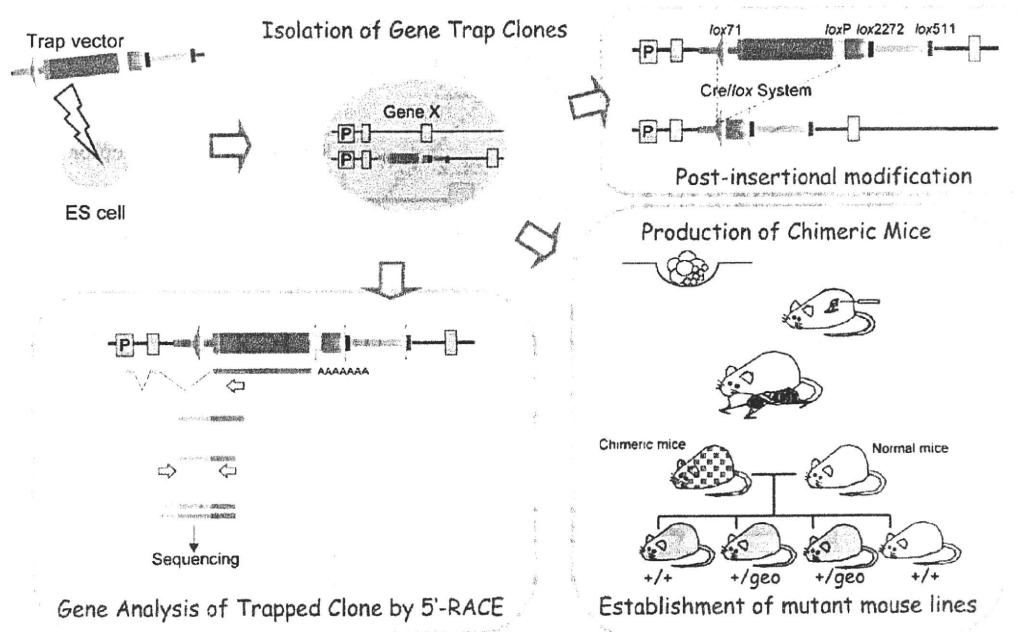 Isolation of Gene Trap Clones
Trap vector
ES cell
Gene X
P
P
lox71 loxP lox2272 lox511
P
Cre/lox System
P
Post-insertional modification
Production of Chimeric Mice
Chimeric mice
Normal mice
+/+ +/geo +/geo +/+
Establishment of mutant mouse lines
P
AAAAAAA
Sequencing
Gene Analysis of Trapped Clone by 5'-RACE